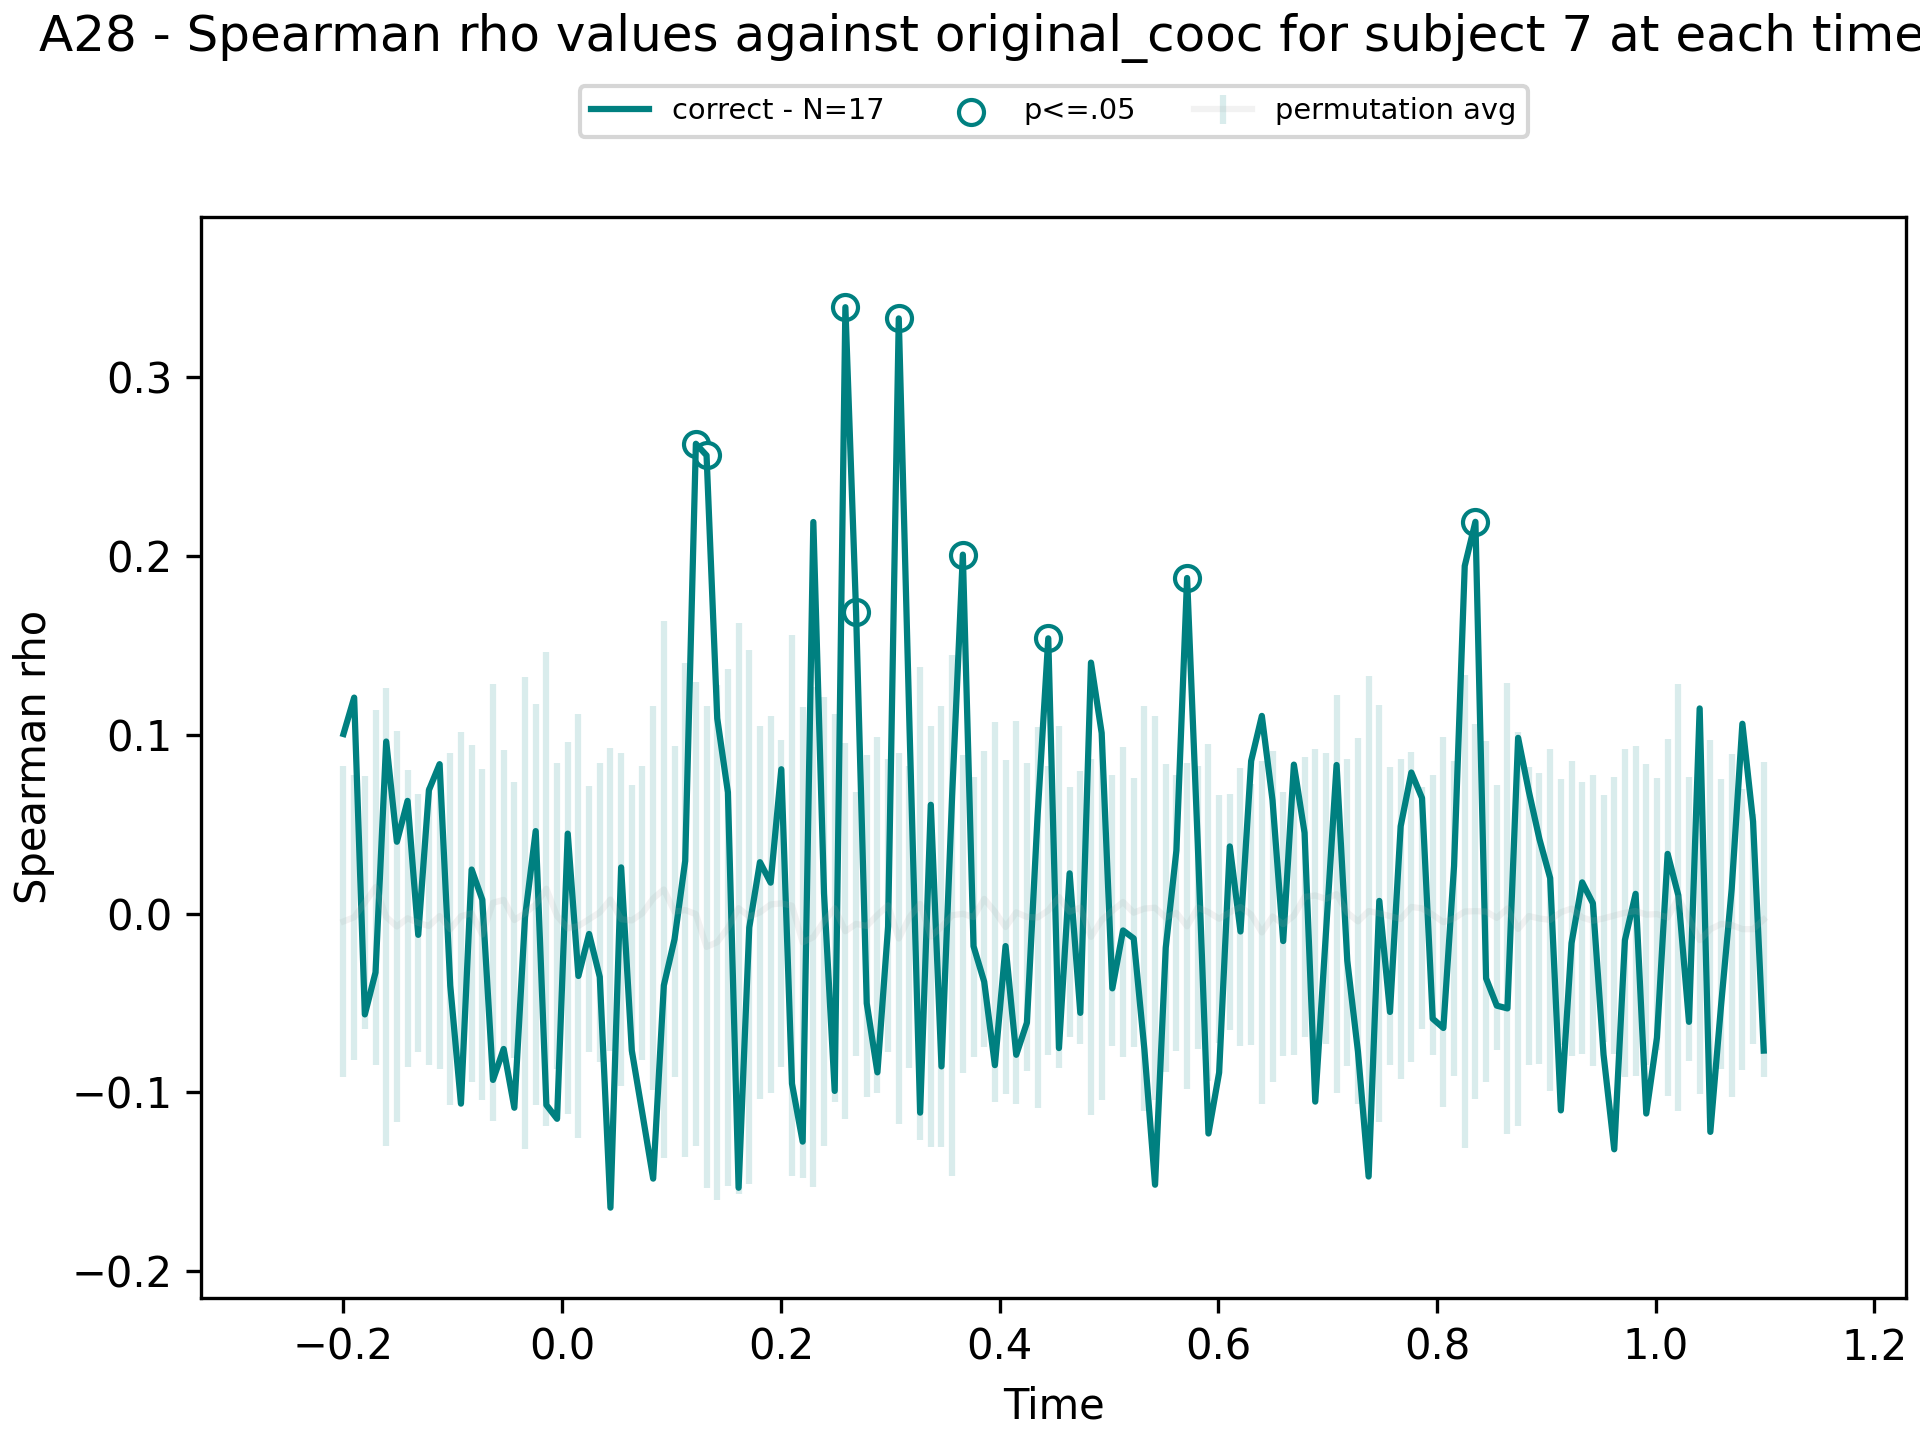 A28 - Spearman rho values against original_cooc for subject 7 at each time
correct - N=17 p<=.05 permutation avg
Spearman rho
0.3
0.2
0.1
0.0
−0.1
−0.2
−0.2 0.0 0.2 0.4 0.6 0.8 1.0 1.2
Time